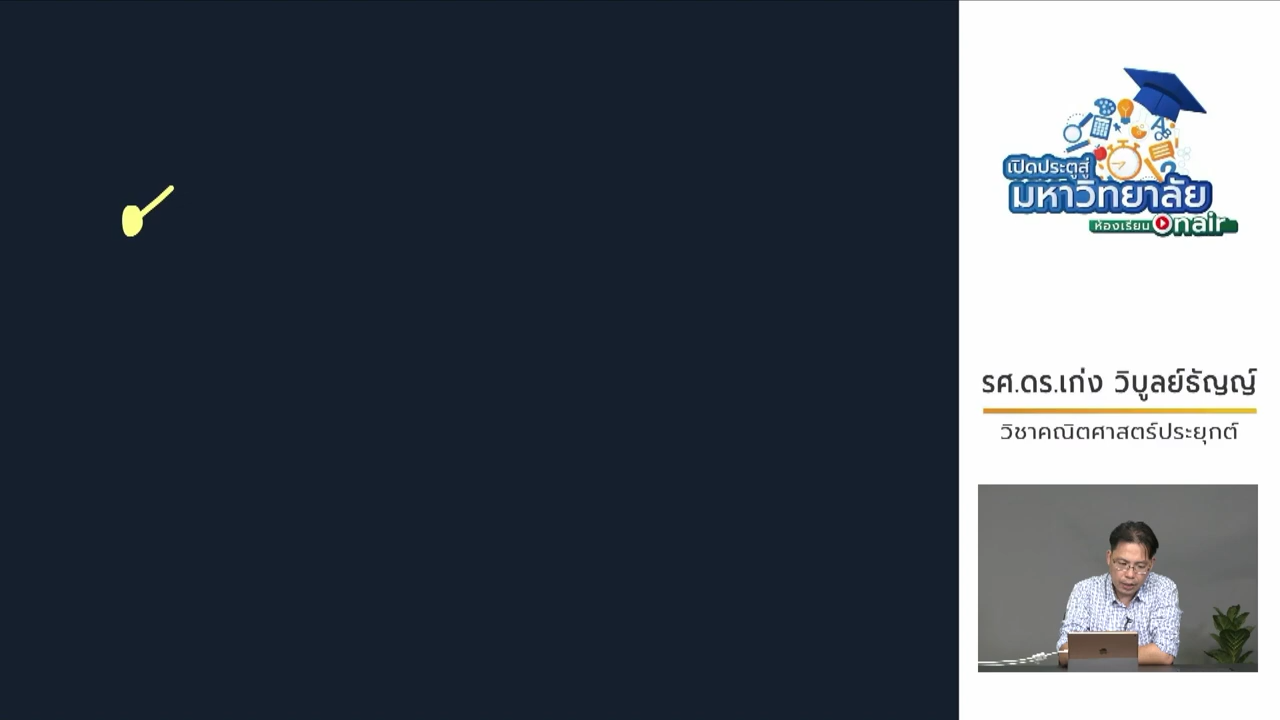 เปิดประตูสู่
มหาวิทยาลัย
ห้องเรียน Onair
รศ.ดร.เก่ง วิบูลย์ธัญญ์
วิชาคณิตศาสตร์ประยุกต์